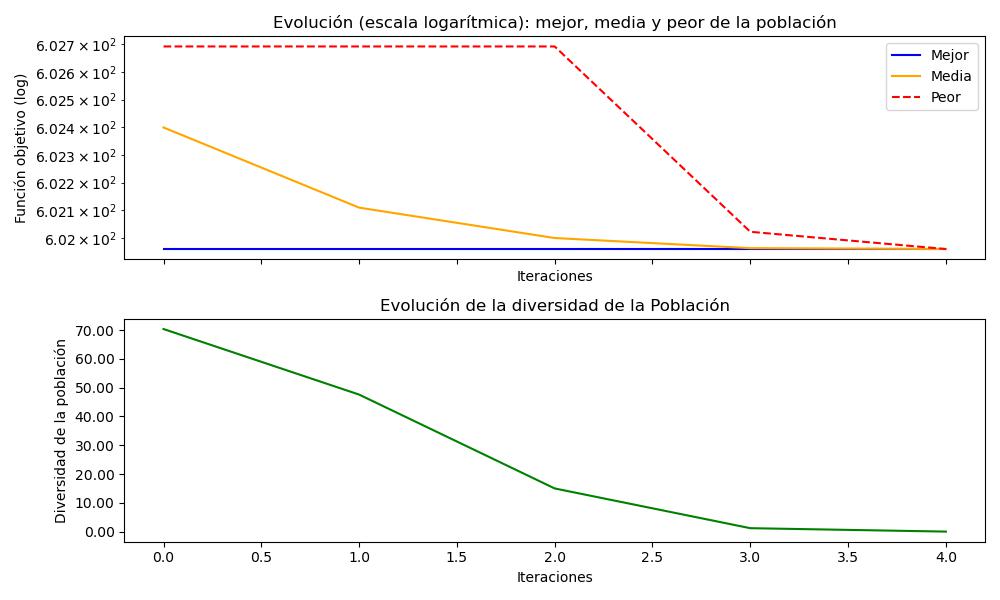 Evolución (escala logarítmica): mejor, media y peor de la población
Función objetivo (log)
6.027 × 10²
6.026 × 10²
6.025 × 10²
6.024 × 10²
6.023 × 10²
6.022 × 10²
6.021 × 10²
6.02 × 10²
Mejor
Media
Peor
Iteraciones
Evolución de la diversidad de la Población
Diversidad de la población
70.00
60.00
50.00
40.00
30.00
20.00
10.00
0.00
0.0 0.5 1.0 1.5 2.0 2.5 3.0 3.5 4.0
Iteraciones